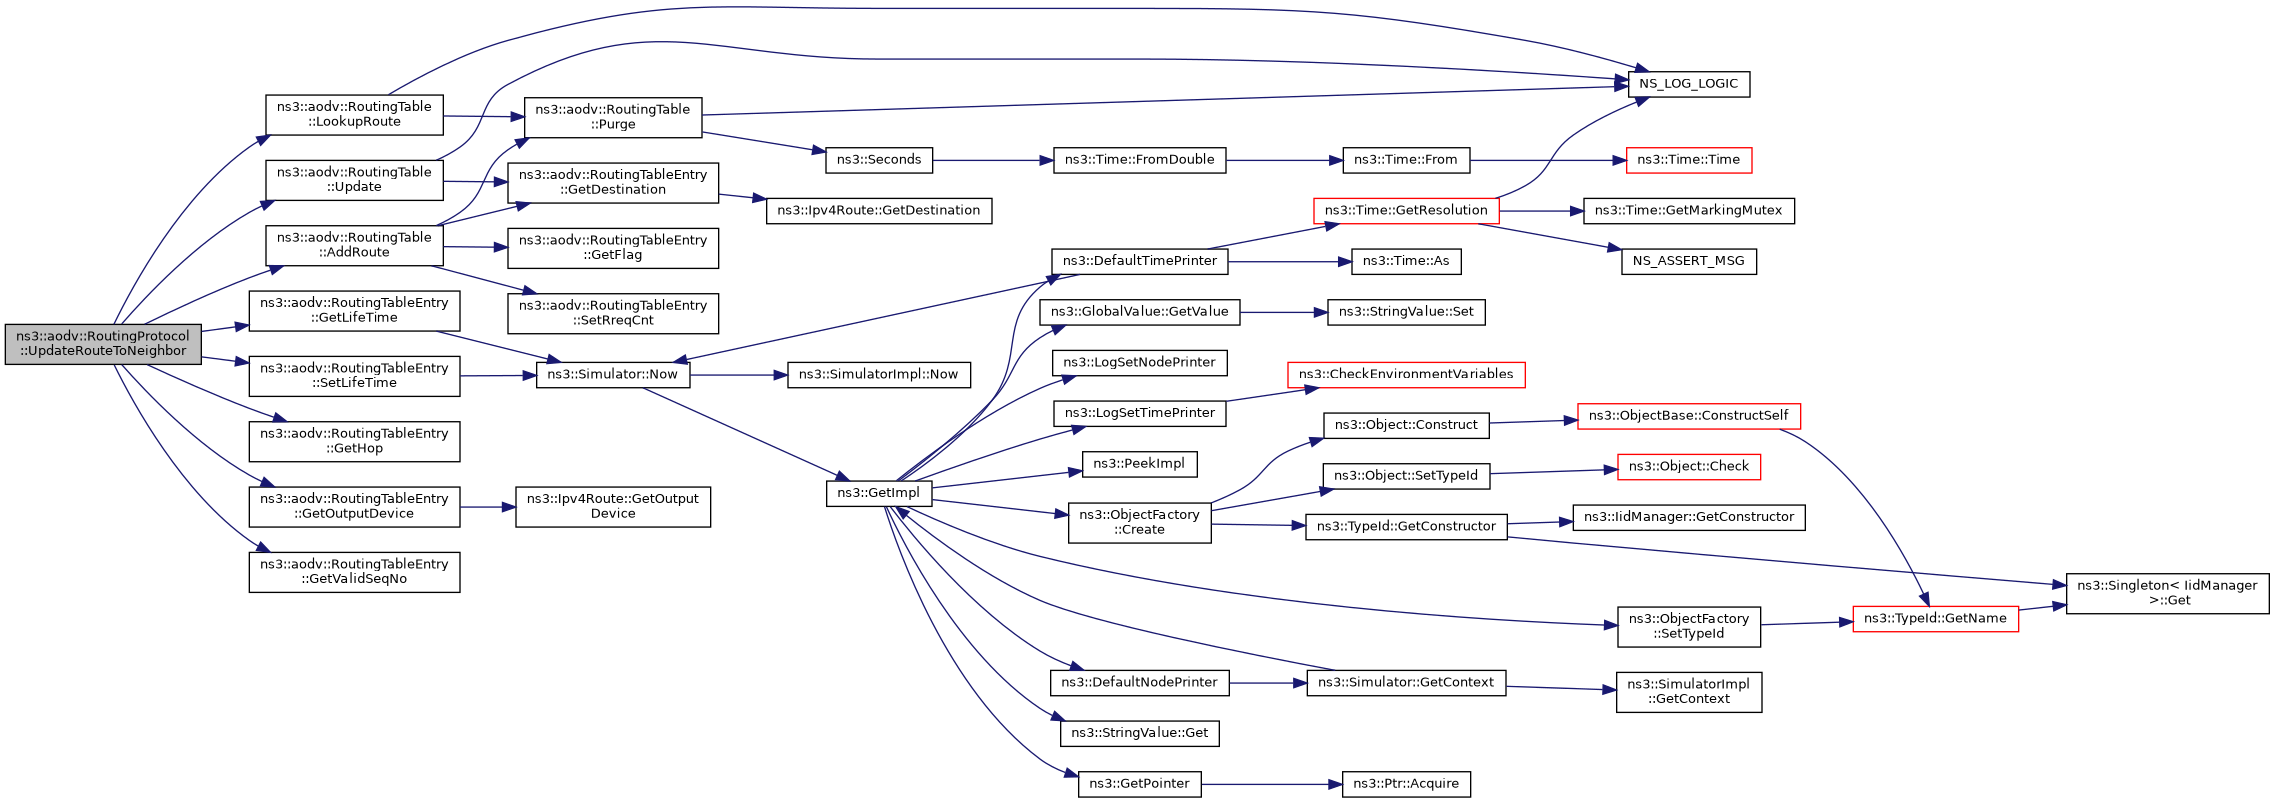 ns3::aodv::RoutingProtocol
::UpdateRouteToNeighbor
ns3::aodv::RoutingTable
::LookupRoute
ns3::aodv::RoutingTable
::Update
ns3::aodv::RoutingTable
::AddRoute
ns3::aodv::RoutingTableEntry
::GetLifeTime
ns3::aodv::RoutingTableEntry
::SetLifeTime
ns3::aodv::RoutingTableEntry
::GetHop
ns3::aodv::RoutingTableEntry
::GetOutputDevice
ns3::aodv::RoutingTableEntry
::GetValidSeqNo
ns3::aodv::RoutingTable
::Purge
ns3::aodv::RoutingTableEntry
::GetDestination
ns3::aodv::RoutingTableEntry
::GetFlag
ns3::aodv::RoutingTableEntry
::SetRreqCnt
ns3::Simulator::Now
ns3::Ipv4Route::GetOutput
Device
ns3::Seconds
ns3::Ipv4Route::GetDestination
ns3::SimulatorImpl::Now
ns3::GetImpl
ns3::Time::FromDouble
ns3::DefaultTimePrinter
ns3::GlobalValue::GetValue
ns3::LogSetNodePrinter
ns3::LogSetTimePrinter
ns3::PeekImpl
ns3::ObjectFactory
::Create
ns3::DefaultNodePrinter
ns3::StringValue::Get
ns3::GetPointer
ns3::Time::From
ns3::Time::GetResolution
ns3::Time::As
ns3::StringValue::Set
ns3::CheckEnvironmentVariables
ns3::Object::Construct
ns3::Object::SetTypeId
ns3::TypeId::GetConstructor
ns3::Simulator::GetContext
ns3::Ptr::Acquire
NS_LOG_LOGIC
ns3::Time::Time
ns3::Time::GetMarkingMutex
NS_ASSERT_MSG
ns3::ObjectBase::ConstructSelf
ns3::Object::Check
ns3::IidManager::GetConstructor
ns3::ObjectFactory
::SetTypeId
ns3::SimulatorImpl
::GetContext
ns3::TypeId::GetName
ns3::Singleton< IidManager
>::Get